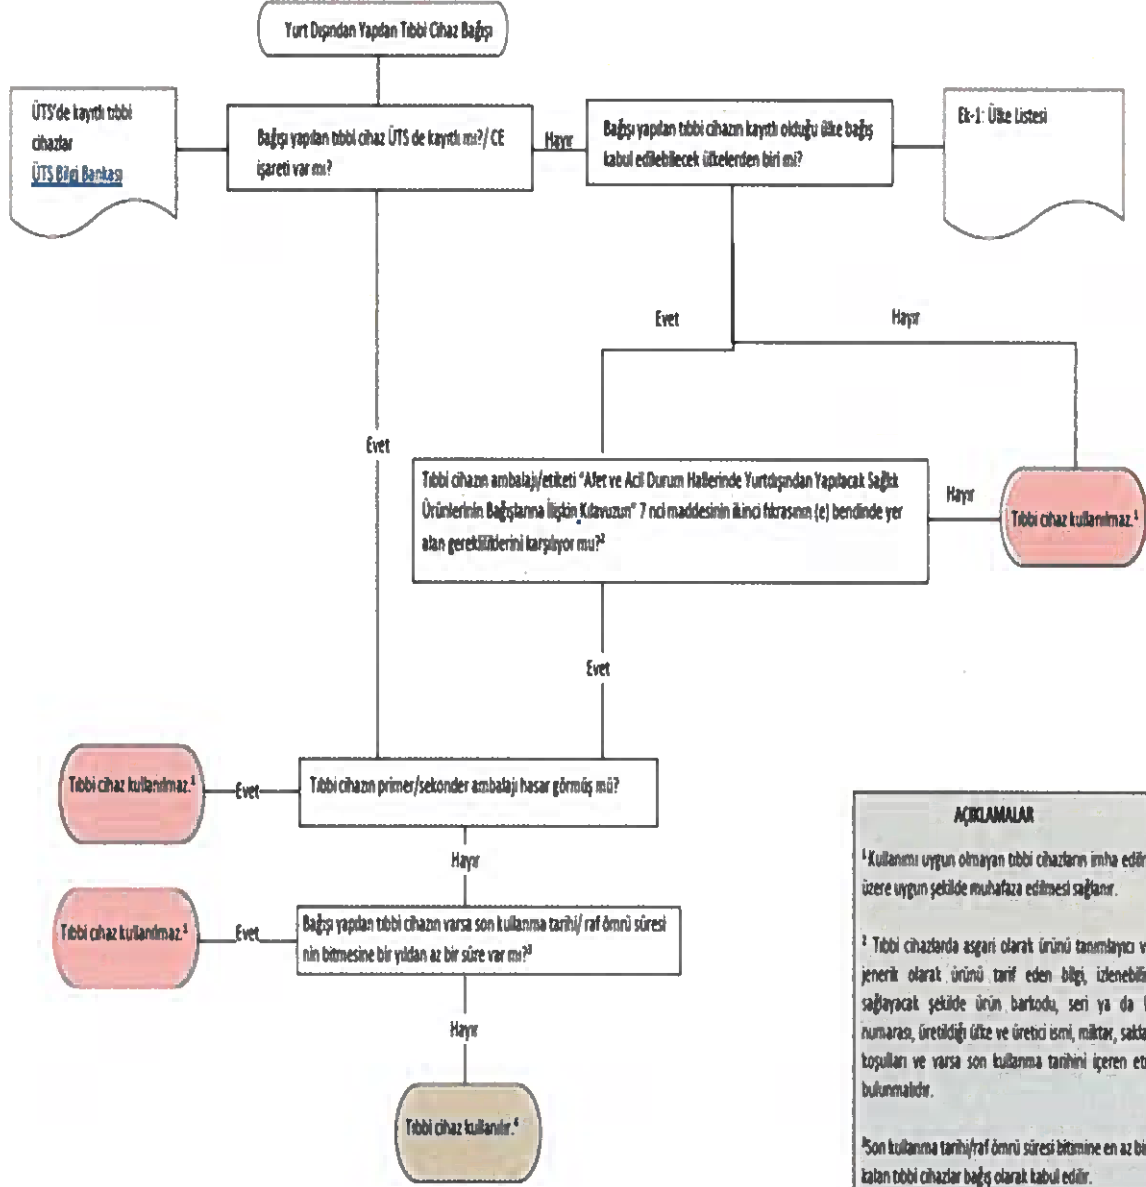 Yurt Dışından Yapılan Tıbbi Cihaz Bağışı
ÜTS'de kayıtlı tıbbi
cihazlar
ÜTS Bilgi Bankası
Bağışı yapılan tıbbi cihaz ÜTS de kayıtlı mı?/ CE
işareti var mı?
Hayır
Bağışı yapılan tıbbi cihazın kayıtlı olduğu ülke bağış
kabul edilebilecek ülkelerden biri mi?
Ek-1: Ülke Listesi
Evet
Hayır
Evet
Tıbbi cihazın ambalajı/etiketi "Afet ve Acil Durum Hallerinde Yurtdışından Yapılacak Sağlık
Ürünlerinin Bağışlarına İlişkin Kılavuzun" 7 nci maddesinin ikinci fıkrasının (e) bendinde yer
alan gereklilikleri karşılıyor mu?²
Hayır
Tıbbi cihaz kullanılmaz.¹
Evet
Tıbbi cihaz kullanılmaz.¹
Evet
Tıbbi cihazın primer/sekonder ambalajı hasar görmüş mü?
Hayır
Tıbbi cihaz kullanılmaz.¹
Evet
Bağışı yapılan tıbbi cihazın varsa son kullanma tarihi/ raf ömrü süresi
nin bitmesine bir yıldan az bir süre var mı?³
Hayır
Tıbbi cihaz kullanılır.⁴
AÇIKLAMALAR
¹ Kullanımı uygun olmayan tıbbi cihazların imha edilm
üzere uygun şekilde muhafaza edilmesi sağlanır.
² Tıbbi cihazlarda asgari olarak ürünü tanımlayıcı v
jenerik olarak ürünü tarif eden bilgi, izlenebilir
sağlayacak şekilde ürün barkodu, seri ya da
numarası, üretildiği ülke ve üretici ismi, miktar, sakla
koşulları ve varsa son kullanma tarihini içeren et
bulunmalıdır.
³Son kullanma tarihi/raf ömrü süresi bitimine en az bi
kalan tıbbi cihazlar bağış olarak kabul edilir.